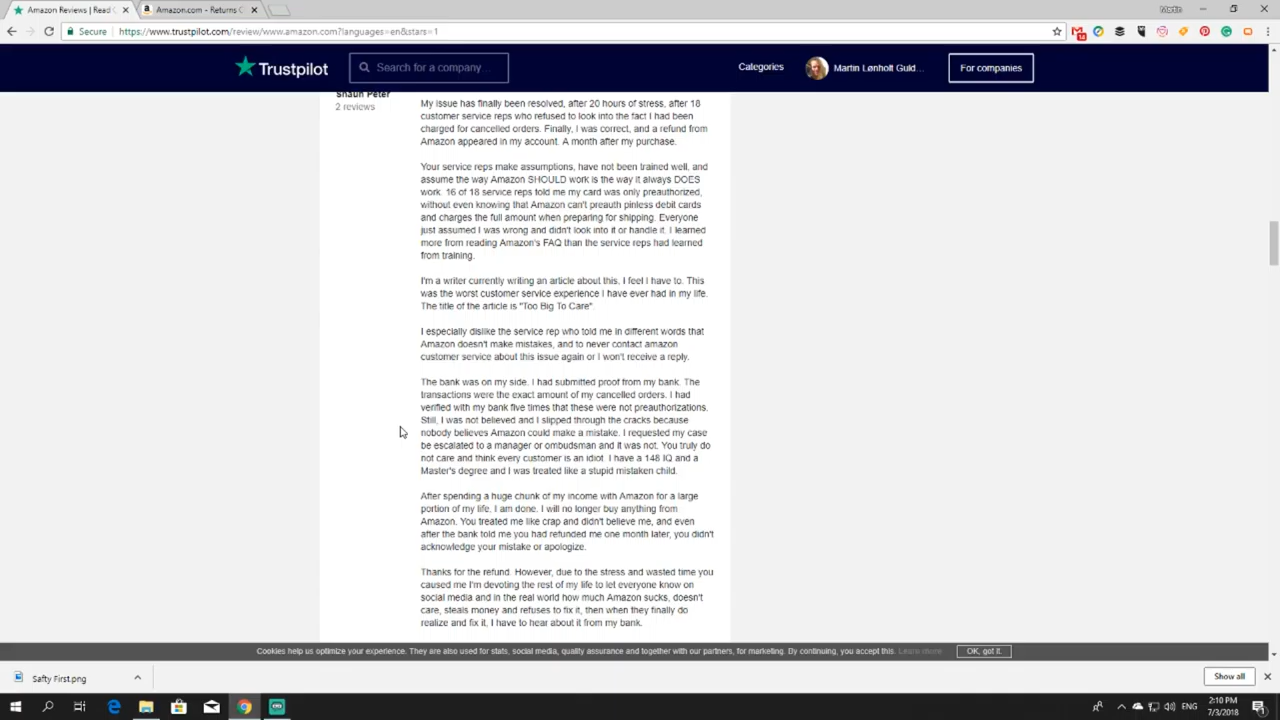 Amazon Reviews | Read C
Amazon.com - Returns C
Martin
Secure
https://www.trustpilot.com/review/www.amazon.com?languages=en&stars=1
Trustpilot
Search for a company...
Categories
Martin Lønholt Guld...
For companies
Shaun Peter
2 reviews
My issue has finally been resolved, after 20 hours of stress, after 18
customer service reps who refused to look into the fact I had been
charged for cancelled orders. Finally, I was correct, and a refund from
Amazon appeared in my account. A month after my purchase.
Your service reps make assumptions, have not been trained well, and
assume the way Amazon SHOULD work is the way it always DOES
work. 16 of 18 service reps told me my card was only preauthorized,
without even knowing that Amazon can't preauth pinless debit cards
and charges the full amount when preparing for shipping. Everyone
just assumed I was wrong and didn't look into it or handle it. I learned
more from reading Amazon's FAQ than the service reps had learned
from training.
I'm a writer currently writing an article about this, I feel I have to. This
was the worst customer service experience I have ever had in my life.
The title of the article is "Too Big To Care".
I especially dislike the service rep who told me in different words that
Amazon doesn't make mistakes, and to never contact amazon
customer service about this issue again or I won't receive a reply.
The bank was on my side. I had submitted proof from my bank. The
transactions were the exact amount of my cancelled orders. I had
verified with my bank five times that these were not preauthorizations.
Still, I was not believed and I slipped through the cracks because
nobody believes Amazon could make a mistake. I requested my case
be escalated to a manager or ombudsman and it was not. You truly do
not care and think every customer is an idiot. I have a 148 IQ and a
Master's degree and I was treated like a stupid mistaken child.
After spending a huge chunk of my income with Amazon for a large
portion of my life, I am done. I will no longer buy anything from
Amazon. You treated me like crap and didn't believe me, and even
after the bank told me you had refunded me one month later, you didn't
acknowledge your mistake or apologize.
Thanks for the refund. However, due to the stress and wasted time you
caused me I'm devoting the rest of my life to let everyone know on
social media and in the real world how much Amazon sucks, doesn't
care, steals money and refuses to fix it, then when they finally do
realize and fix it, I have to hear about it from my bank.
Cookies help us optimize your experience. They are also used for stats, social media, quality assurance and together with our partners, for marketing. By continuing, you accept this. Learn more
OK, got it.
Safty First.png
Show all
ENG
2:10 PM
7/3/2018